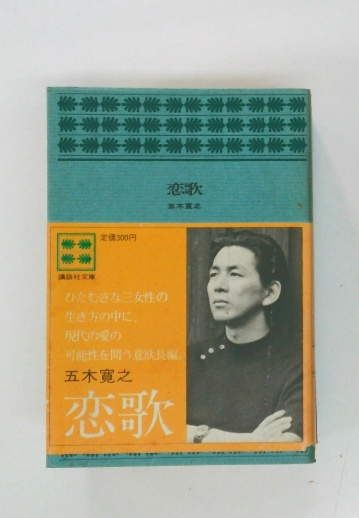 恋歌
五木寛之
定価300円
講談社文庫
ひたむきな三女性の
生き方の中に、
現代の愛の
可能性を問う意欲長編。
五木寛之
恋歌